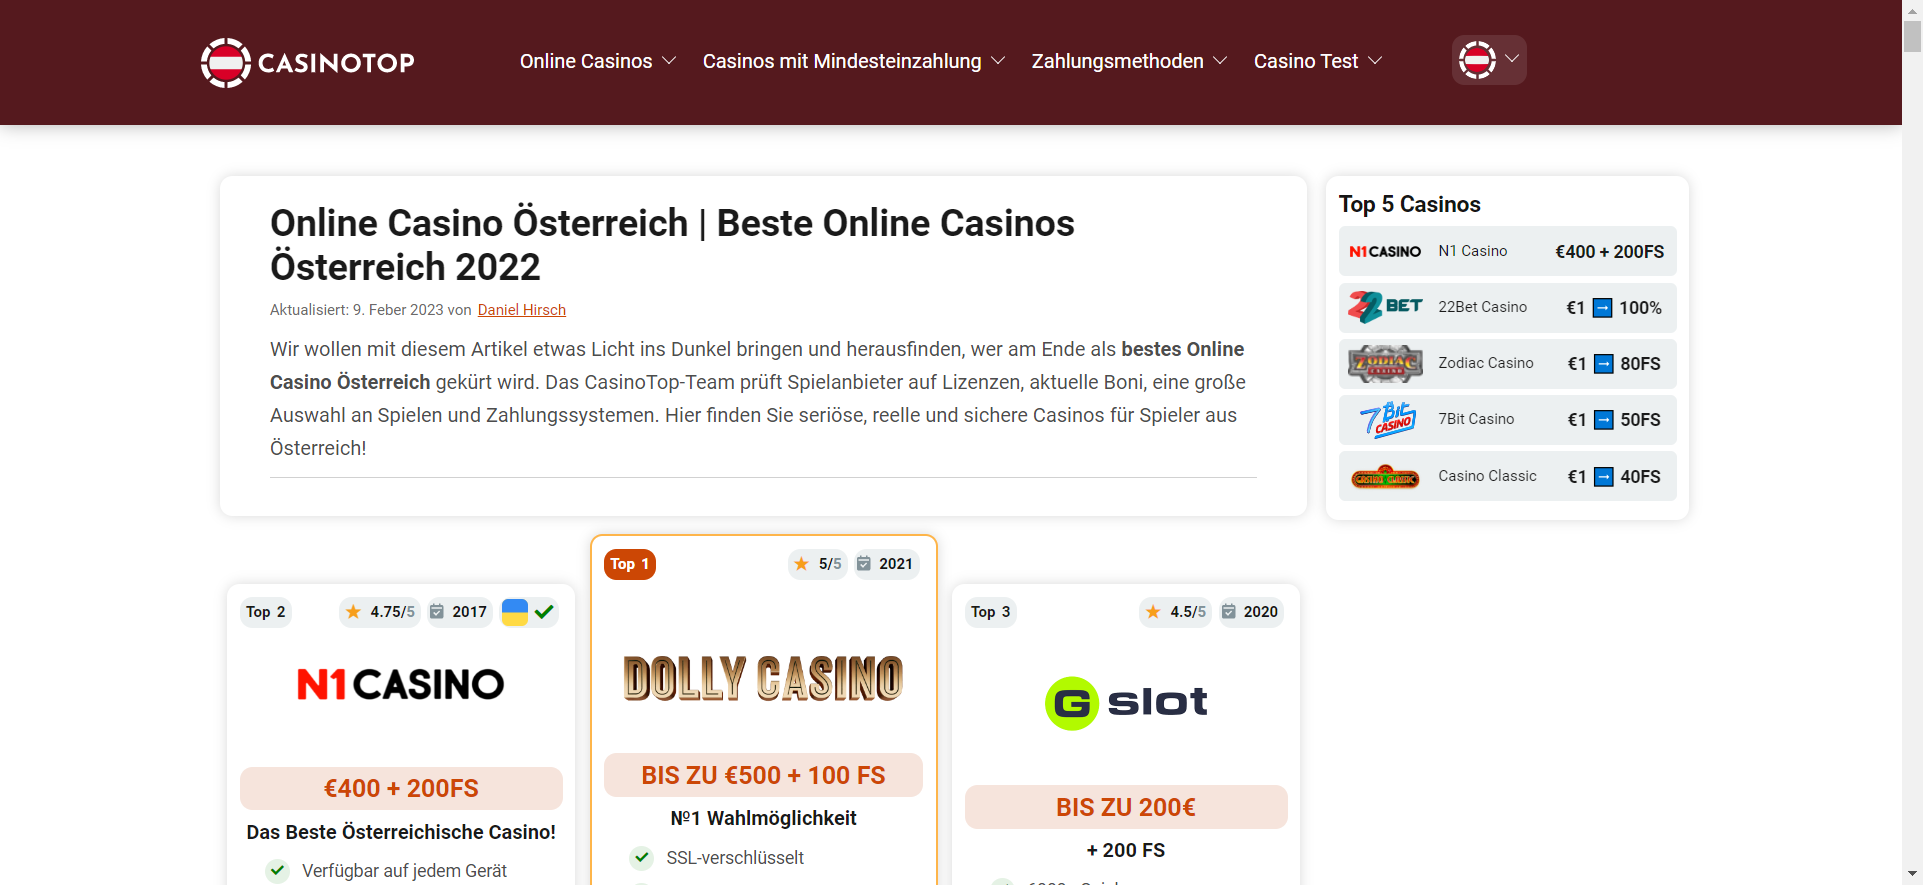 CASINOTOP
Online Casinos
Casinos mit Mindesteinzahlung
Zahlungsmethoden
Casino Test
Online Casino Österreich | Beste Online Casinos
Österreich 2022
Aktualisiert: 9. Feber 2023 von Daniel Hirsch
Wir wollen mit diesem Artikel etwas Licht ins Dunkel bringen und herausfinden, wer am Ende als bestes Online
Casino Österreich gekürt wird. Das CasinoTop-Team prüft Spielanbieter auf Lizenzen, aktuelle Boni, eine große
Auswahl an Spielen und Zahlungssystemen. Hier finden Sie seriöse, reelle und sichere Casinos für Spieler aus
Österreich!
Top 5 Casinos
N1 CASINO N1 Casino €400 + 200FS
22 BET 22Bet Casino €1 ➡ 100%
ZODIAC CASINO Zodiac Casino €1 ➡ 80FS
7Bit CASINO 7Bit Casino €1 ➡ 50FS
CASINO CLASSIC Casino Classic €1 ➡ 40FS
Top 2 4.75/5 2017
N1 CASINO
€400 + 200FS
Das Beste Österreichische Casino!
Verfügbar auf jedem Gerät
Top 1 5/5 2021
DOLLY CASINO
BIS ZU €500 + 100 FS
№1 Wahlmöglichkeit
SSL-verschlüsselt
Top 3 4.5/5 2020
G slot
BIS ZU 200€
+ 200 FS